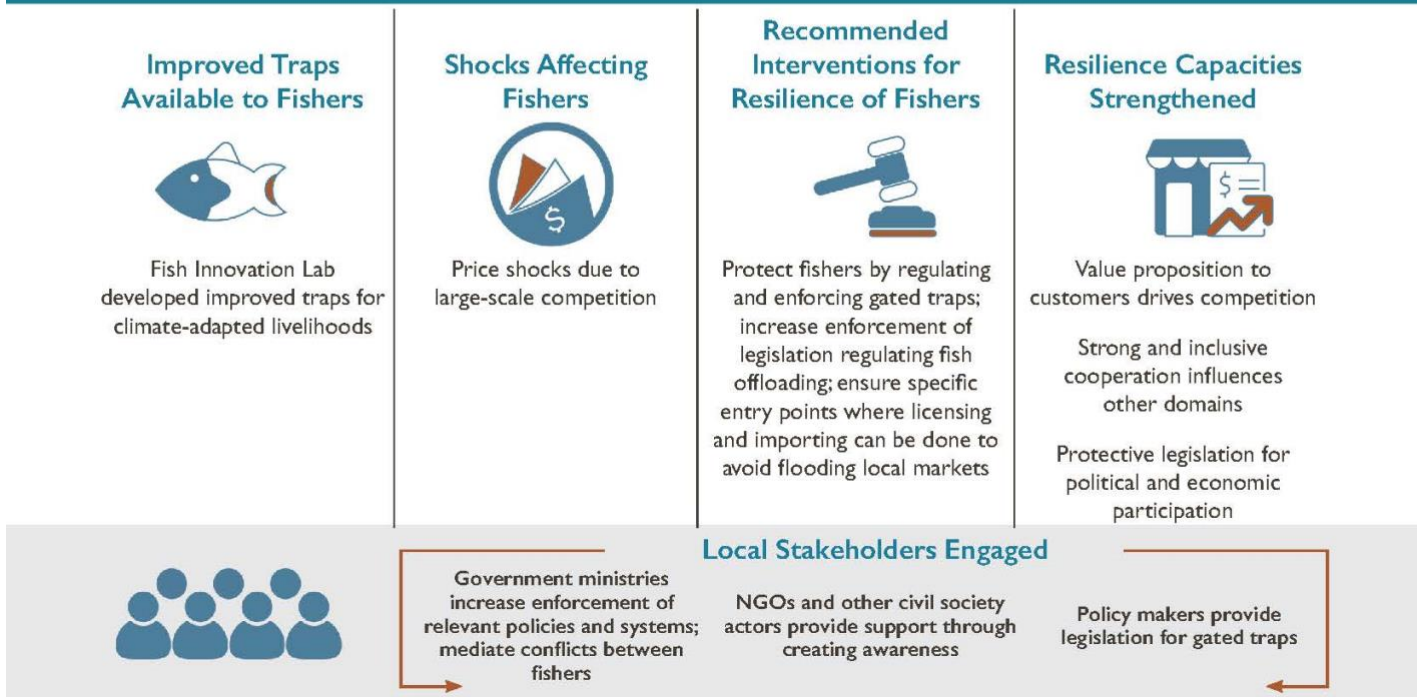 Improved Traps
Available to Fishers
Fish Innovation Lab
developed improved traps for
climate-adapted livelihoods
Shocks Affecting
Fishers
$
Price shocks due to
large-scale competition
Recommended
Interventions for
Resilience of Fishers
Protect fishers by regulating
and enforcing gated traps;
increase enforcement of
legislation regulating fish
offloading; ensure specific
entry points where licensing
and importing can be done to
avoid flooding local markets
Resilience Capacities
Strengthened
$
Value proposition to
customers drives competition
Strong and inclusive
cooperation influences
other domains
Protective legislation for
political and economic
participation
Local Stakeholders Engaged
Government ministries
increase enforcement of
relevant policies and systems;
mediate conflicts between
fishers
NGOs and other civil society
actors provide support through
creating awareness
Policy makers provide
legislation for gated traps